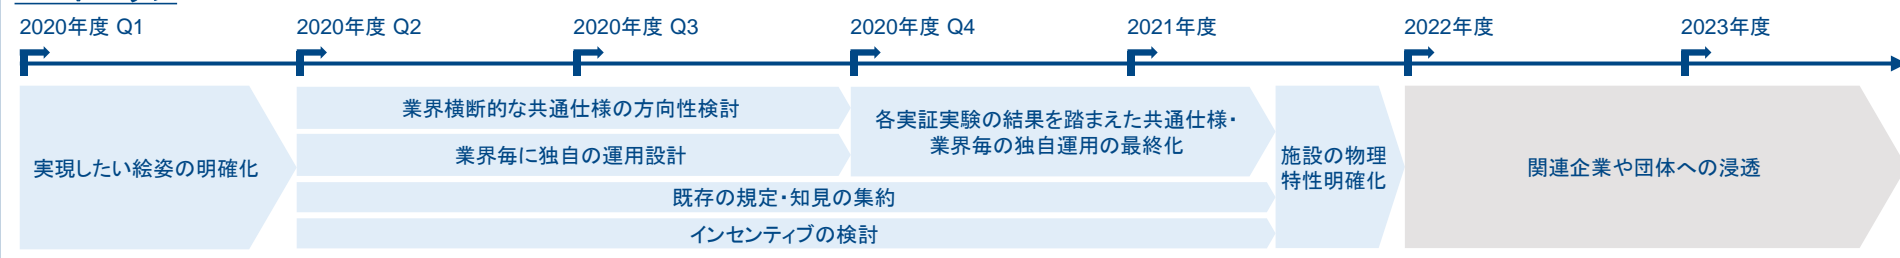 2020年度 Q1
2020年度 Q2
2020年度 Q3
2020年度 Q4
2021年度
2022年度
2023年度
実現したい絵姿の明確化
業界横断的な共通仕様の方向性検討
業界毎に独自の運用設計
既存の規定・知見の集約
インセンティブの検討
各実証実験の結果を踏まえた共通仕様・
業界毎の独自運用の最終化
施設の物理
特性明確化
関連企業や団体への浸透